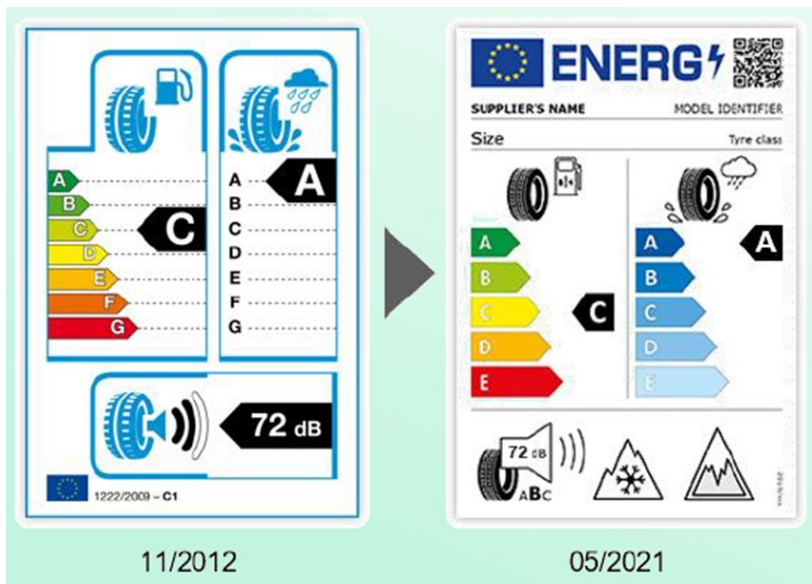 A
B
C
D
E
F
G
C
A
B
C
D
E
F
G
A
72 dB
1222/2009 – C1
11/2012
ENERG
SUPPLIER'S NAME MODEL IDENTIFIER
Size Tyre class
A
B
C
D
E
C
A
B
C
D
E
A
72 dB
ABC
05/2021